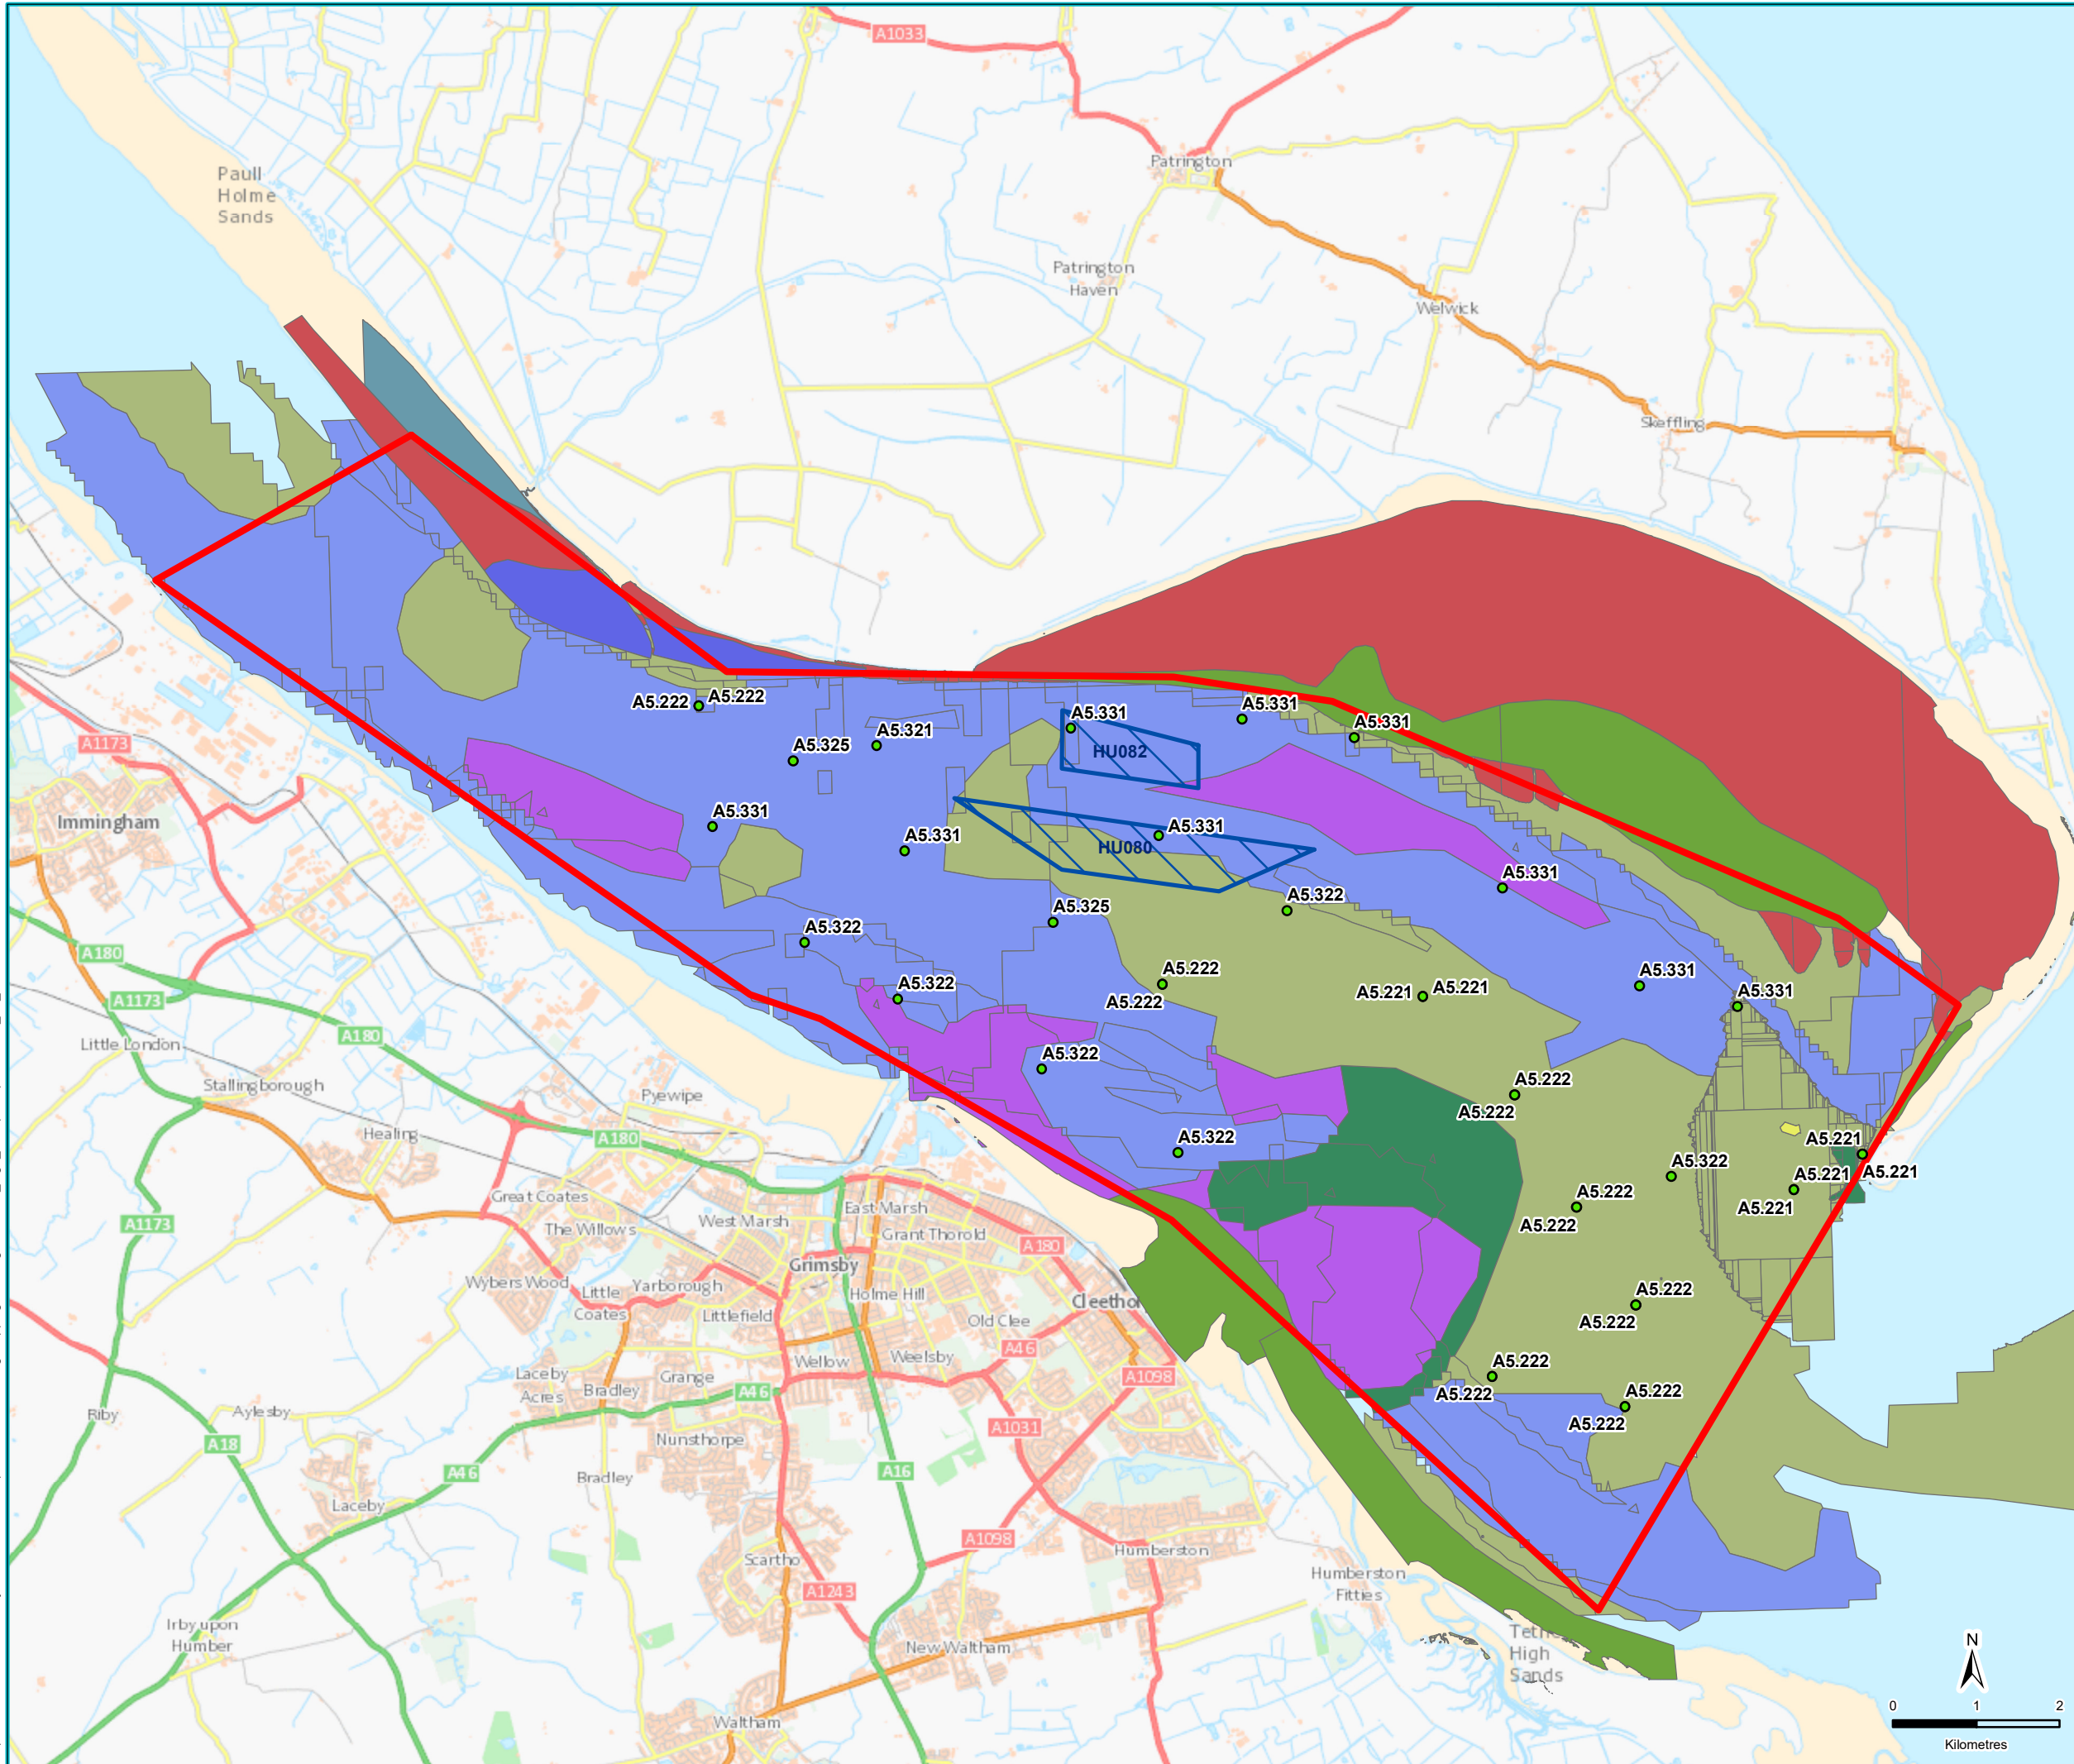 A1033
Patrington
Paull
Holme
Sands
Patrington
Haven
Welwick
Skeffling
A5.222
A5.222
A5.331
A5.331
A5.331
A5.321
A5.325
HU082
A1173
Immingham
A5.331
A5.331
A5.331
HU080
A5.331
A5.322
A5.325
A5.322
A180
A5.222
A5.222
A5.221
A5.221
A5.331
A5.331
A5.322
A1173
A180
Little London
A5.322
Stallingborough
Pyewipe
A5.222
A5.222
Healing
A180
A5.322
A5.221
A5.221
A5.322
A5.221
A5.221
Great Coates
The Willows
West Marsh
East Marsh
Grant Thorold
A5.222
A5.222
A1173
A180
Grimsby
Wybers Wood
Little
Coates
Yarborough
Littlefield
Holme Hill
Old Clee
A5.222
A5.222
A46
Wellow
Weelsby
Laceby
Acres
Bradley
Grange
A46
A1098
A5.222
A5.222
A5.222
A5.222
Riby
Aylesby
A18
A1031
Nunsthorpe
A46
Bradley
A16
Laceby
A1098
Humberston
Scartho
A1243
Humberston
Fitties
Irby upon
Humber
New Waltham
High
Sands
Waltham
N
0 1 2
Kilometres